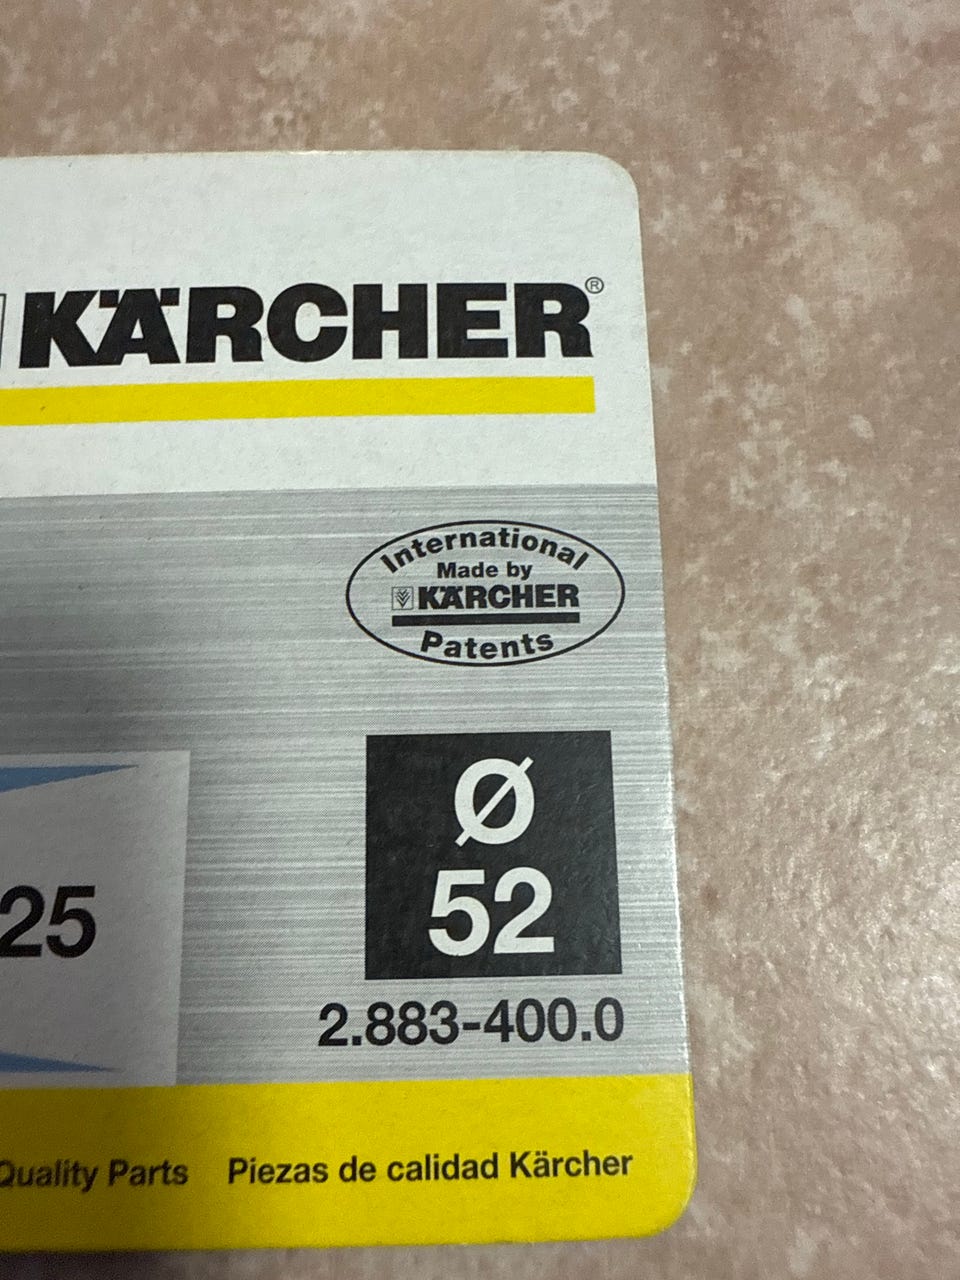 KÄRCHER®
International
Made by
KÄRCHER
Patents
Ø
52
25
2.883-400.0
Quality Parts Piezas de calidad Kärcher